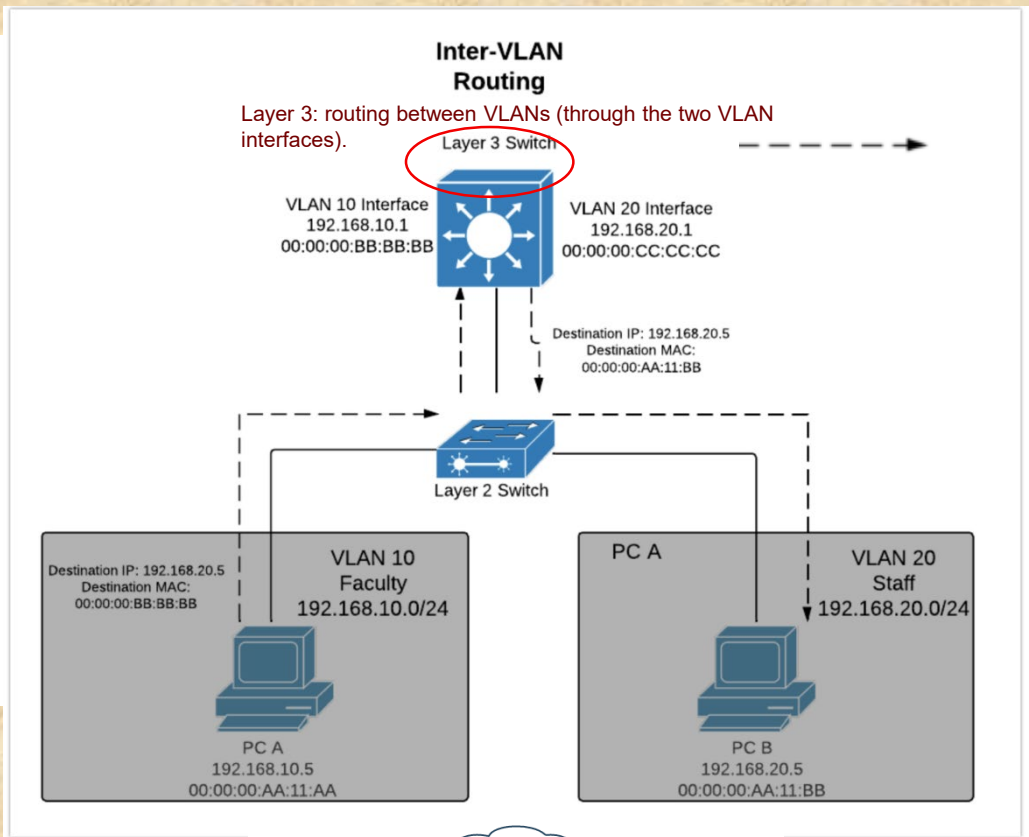 Inter-VLAN
Routing
Layer 3: routing between VLANs (through the two VLAN
interfaces).
Layer 3 Switch
VLAN 10 Interface
192.168.10.1
00:00:00:BB:BB:BB
VLAN 20 Interface
192.168.20.1
00:00:00:CC:CC:CC
Destination IP: 192.168.20.5
Destination MAC:
00:00:00:AA:11:BB
Layer 2 Switch
Destination IP: 192.168.20.5
Destination MAC:
00:00:00:BB:BB:BB
VLAN 10
Faculty
192.168.10.0/24
PC A
192.168.10.5
00:00:00:AA:11:AA
PC A
VLAN 20
Staff
192.168.20.0/24
PC B
192.168.20.5
00:00:00:AA:11:BB